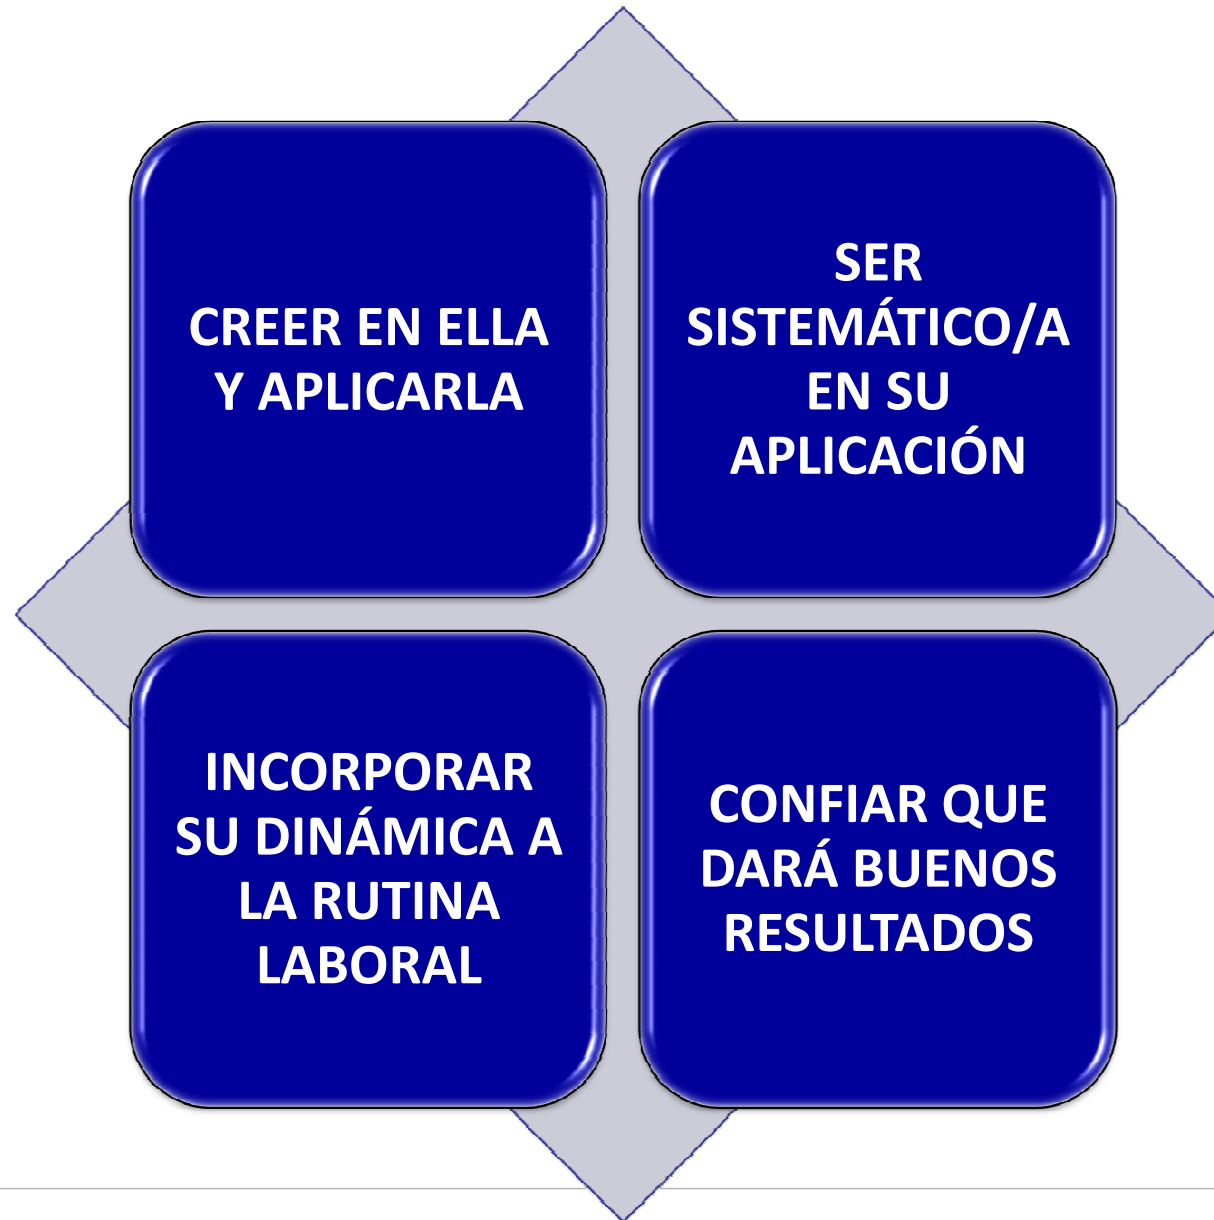 CREER EN ELLA
Y APLICARLA
SER
SISTEMÁTICO/A
EN SU
APLICACIÓN
INCORPORAR
SU DINÁMICA A
LA RUTINA
LABORAL
CONFIAR QUE
DARÁ BUENOS
RESULTADOS